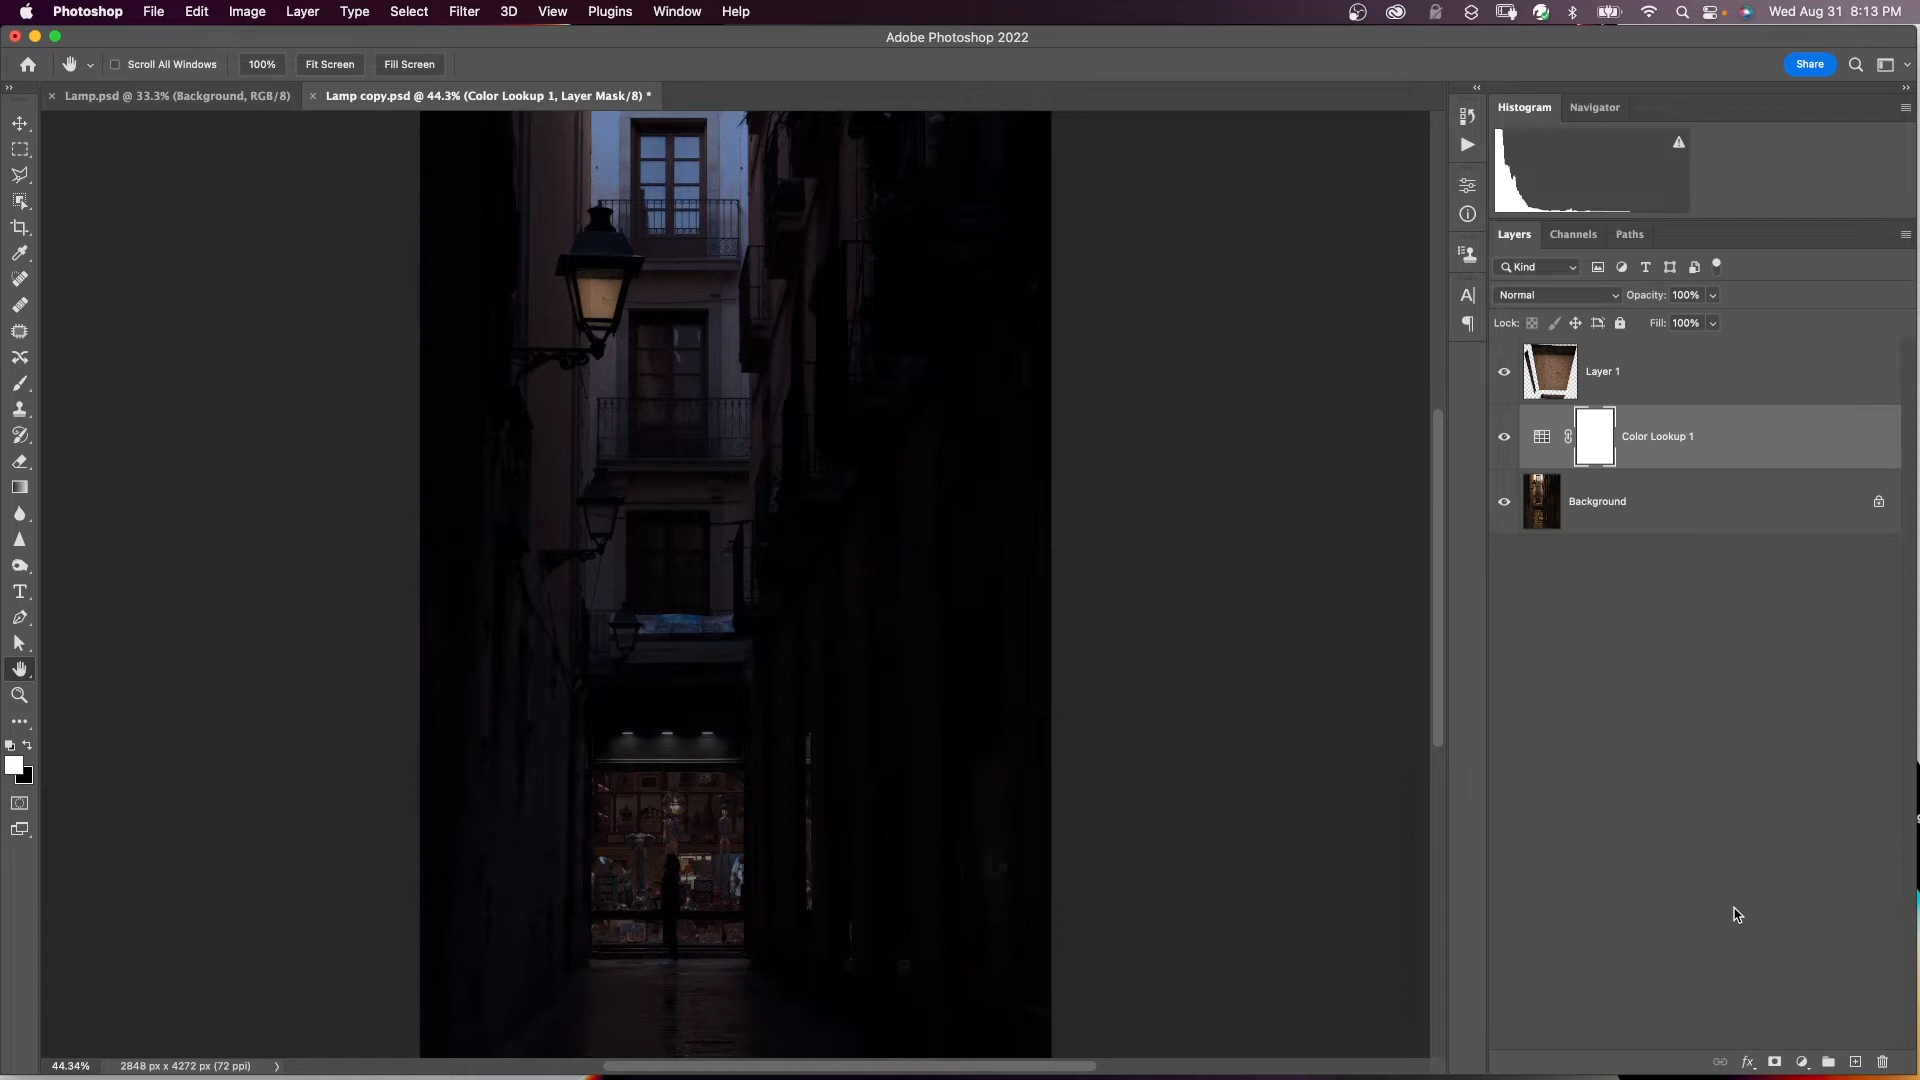 Photoshop File Edit Image Layer Type Select Filter 3D View Plugins Window Help Wed Aug 31 8:13 PM
Adobe Photoshop 2022
Scroll All Windows 100% Fit Screen Fill Screen Share
Lamp.psd @ 33.3% (Background, RGB/8) Lamp copy.psd @ 44.3% (Color Lookup 1, Layer Mask/8) *
Histogram Navigator
Layers Channels Paths
Kind
Normal Opacity: 100%
Lock: Fill: 100%
Layer 1
Color Lookup 1
Background
44.34% 2848 px x 4272 px (72 ppi)